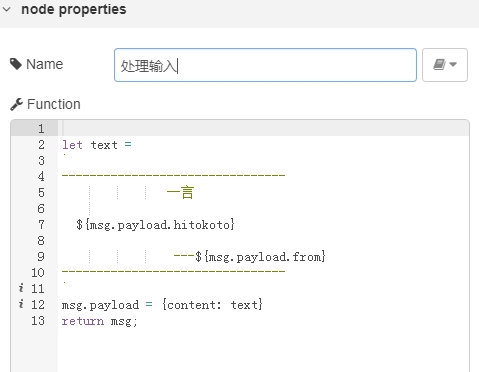 node properties
Name
处理输入
Function
1
2 let text =
3 `
4 --------------------------------
5 一言
6
7 ${msg.payload.hitokoto}
8
9 ---${msg.payload.from}
10 --------------------------------
i 11 `
i 12 msg.payload = {content: text}
13 return msg;